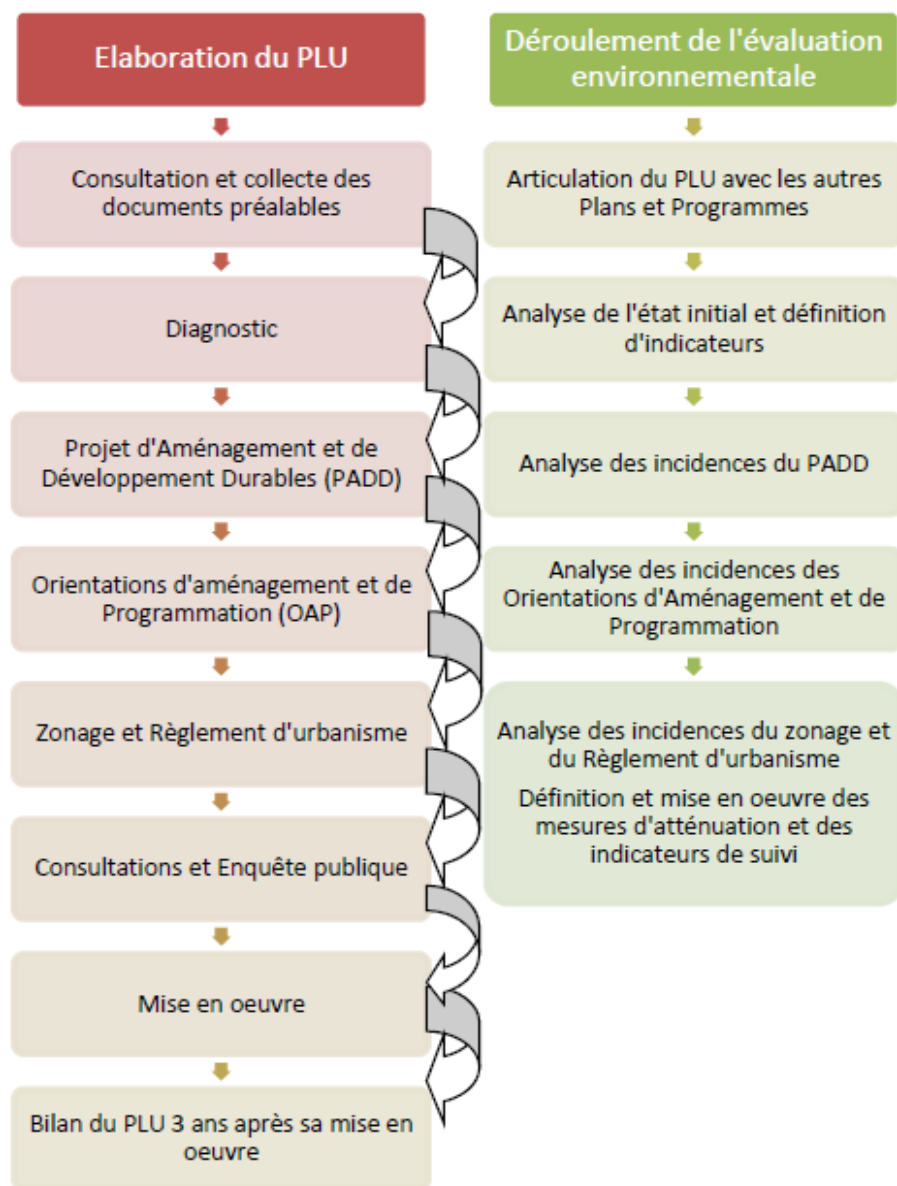 Elaboration du PLU
Consultation et collecte des
documents préalables
Diagnostic
Projet d'Aménagement et de
Développement Durables (PADD)
Orientations d'aménagement et de
Programmation (OAP)
Zonage et Règlement d'urbanisme
Consultations et Enquête publique
Mise en oeuvre
Bilan du PLU 3 ans après sa mise en
oeuvre
Déroulement de l'évaluation
environnementale
Articulation du PLU avec les autres
Plans et Programmes
Analyse de l'état initial et définition
d'indicateurs
Analyse des incidences du PADD
Analyse des incidences des
Orientations d'Aménagement et de
Programmation
Analyse des incidences du zonage et
du Règlement d'urbanisme
Définition et mise en oeuvre des
mesures d'atténuation et des
indicateurs de suivi